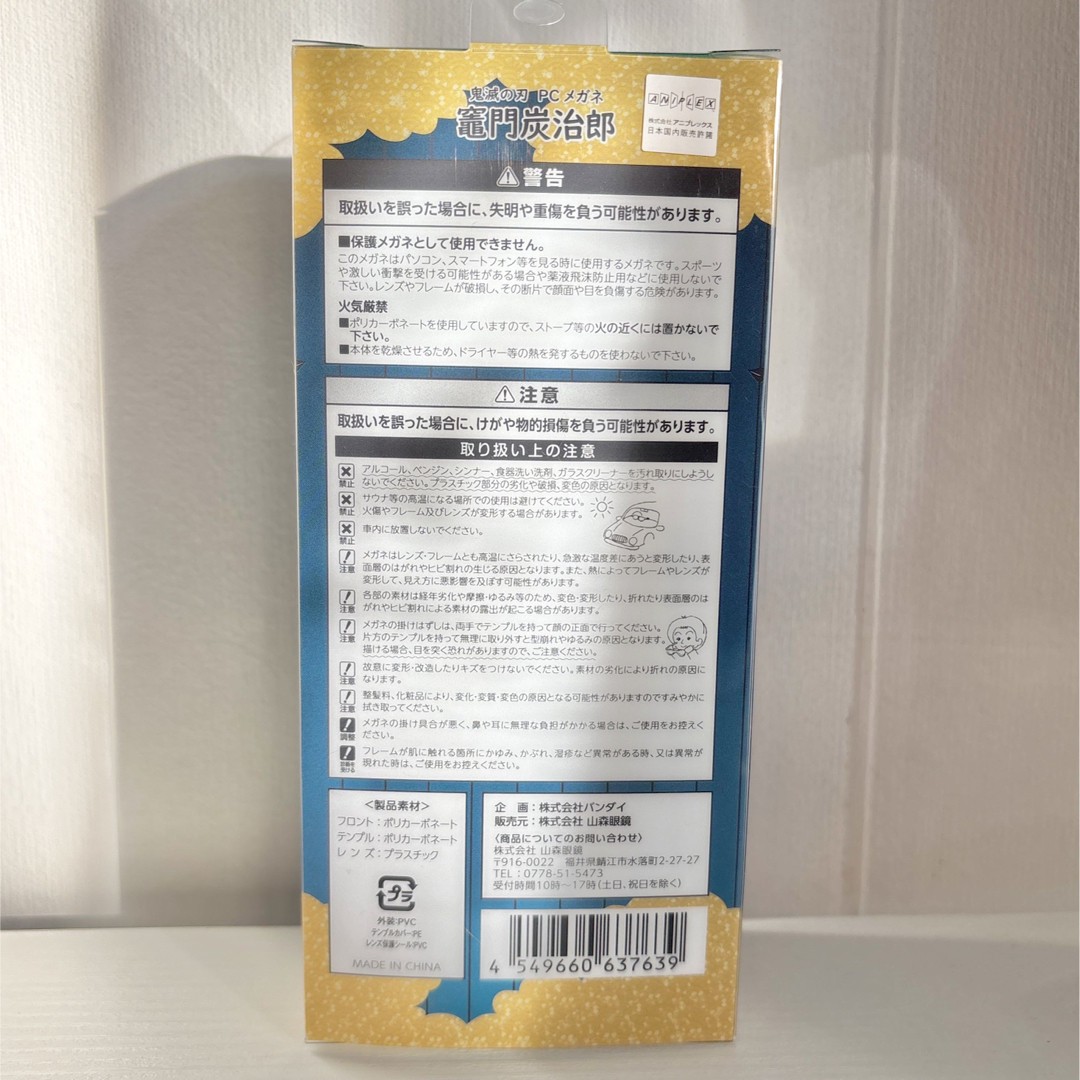 鬼滅の刃 PCメガネ
竈門炭治郎
ANIPLEX
株式会社アニプレックス
日本国内販売許諾
警告
取扱いを誤った場合に、失明や重傷を負う可能性があります。
■保護メガネとして使用できません。
このメガネはパソコン、スマートフォン等を見る時に使用するメガネです。スポーツ
や激しい衝撃を受ける可能性がある場合や薬液飛沫防止用などに使用しないで
下さい。レンズやフレームが破損し、その断片で顔面や目を負傷する危険があります。
火気厳禁
■ポリカーボネートを使用していますので、ストーブ等の火の近くには置かないで
下さい。
■本体を乾燥させるため、ドライヤー等の熱を発するものを使わないで下さい。
注意
取扱いを誤った場合に、けがや物的損傷を負う可能性があります。
取り扱い上の注意
禁止 アルコール、ベンジン、シンナー、食器洗い洗剤、ガラスクリーナーを汚れ取りにしようし
ないでください。プラスチック部分の劣化や破損、変色の原因となります。
禁止 サウナ等の高温になる場所での使用は避けてください。
火傷やフレーム及びレンズが変形する場合があります。
禁止 車内に放置しないでください。
注意 メガネはレンズ・フレームとも高温にさらされたり、急激な温度差にあうと変形したり、表
面層のはがれやヒビ割れの生じる原因となります。また、熱によってフレームやレンズが
変形して、見え方に悪影響を及ぼす可能性があります。
注意 各部の素材は経年劣化や摩擦・ゆるみ等のため、変色・変形したり、折れたり表面層のは
がれやヒビ割れによる素材の露出が起こる場合があります。
注意 メガネの掛けはずしは、両手でテンプルを持って顔の正面で行ってください。
片方のテンプルを持って無理に取り外すと型崩れやゆるみの原因となります。
掛ける場合、目を突く恐れがありますので、ご注意ください。
注意 故意に変形・改造したりキズをつけないでください。素材の劣化により折れの原因に
なります。
注意 整髪料、化粧品により、変化・変質・変色の原因となる可能性がありますのですみやかに
拭き取ってください。
調整 メガネの掛け具合が悪く、鼻や耳に無理な負担がかかる場合は、ご使用をお控えく
ださい。
診断を受ける フレームが肌に触れる箇所にかゆみ、かぶれ、湿疹など異常がある時、又は異常が
現れた時は、ご使用をお控えください。
<製品素材>
フロント:ポリカーボネート
テンプル:ポリカーボネート
レンズ:プラスチック
プラ
外装:PVC
テンプルカバー:PE
レンズ保護シール:PVC
MADE IN CHINA
企 画:株式会社バンダイ
販売元:株式会社 山森眼鏡
〈商品についてのお問い合わせ〉
株式会社 山森眼鏡
〒916-0022 福井県鯖江市水落町2-27-27
TEL:0778-51-5473
受付時間10時~17時(土日、祝日を除く)
4 549660 637639